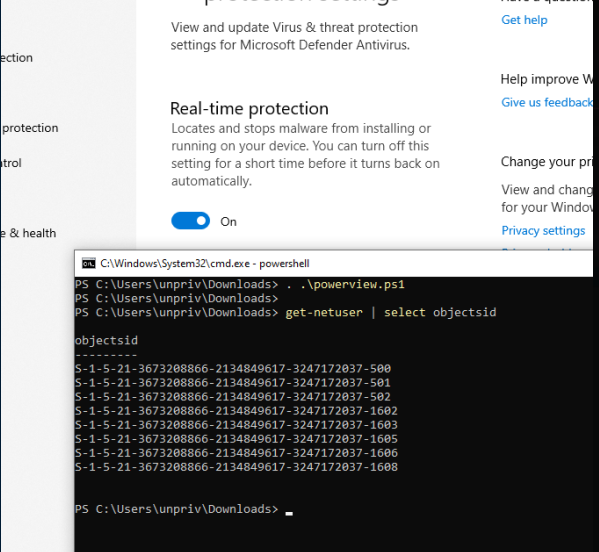 protection settings
View and update Virus & threat protection
settings for Microsoft Defender Antivirus.
Get help
ection
Help improve W
Give us feedback
Real-time protection
Locates and stops malware from installing or
running on your device. You can turn off this
setting for a short time before it turns back on
automatically.
protection
trol
Change your pri
View and chang
for your Window
Privacy settings
On
e & health
C:\Windows\System32\cmd.exe - powershell
PS C:\Users\unpriv\Downloads> . .\powerview.ps1
PS C:\Users\unpriv\Downloads>
PS C:\Users\unpriv\Downloads> get-netuser | select objectsid
objectsid
---------
S-1-5-21-3673208866-2134849617-3247172037-500
S-1-5-21-3673208866-2134849617-3247172037-501
S-1-5-21-3673208866-2134849617-3247172037-502
S-1-5-21-3673208866-2134849617-3247172037-1602
S-1-5-21-3673208866-2134849617-3247172037-1603
S-1-5-21-3673208866-2134849617-3247172037-1605
S-1-5-21-3673208866-2134849617-3247172037-1606
S-1-5-21-3673208866-2134849617-3247172037-1608
PS C:\Users\unpriv\Downloads>